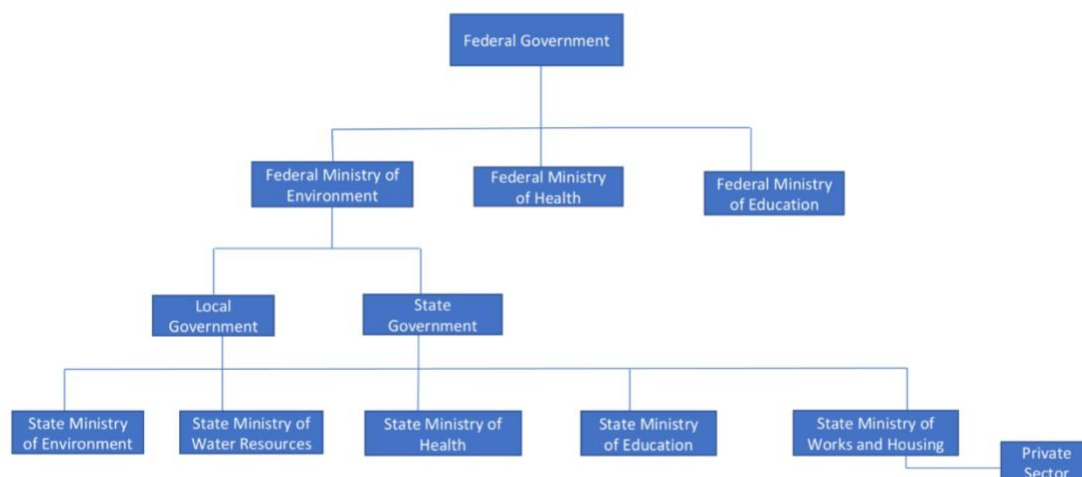 Federal Government
Federal Ministry of
Environment
Federal Ministry
of Health
Federal Ministry
of Education
Local
Government
State
Government
State Ministry
of Environment
State Ministry of
Water Resources
State Ministry of
Health
State Ministry
of Education
State Ministry of
Works and Housing
Private
Sector